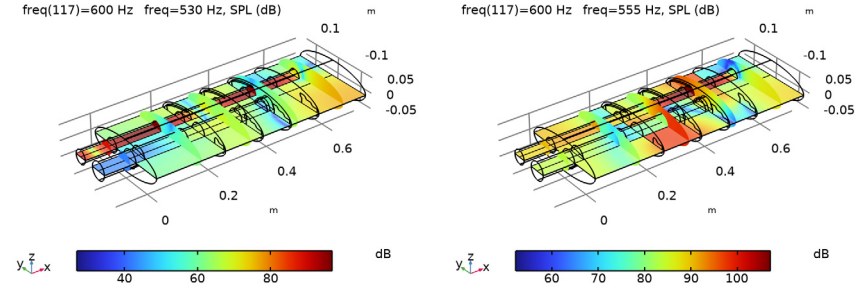 freq(117)=600 Hz freq=530 Hz, SPL (dB)
m
0.1
-0.1
0.05
0
-0.05
0.6
0.4
0.2
m
0
y z x
dB
40 60 80
freq(117)=600 Hz freq=555 Hz, SPL (dB)
m
0.1
-0.1
0.05
0
-0.05
0.6
0.4
0.2
m
0
y z x
dB
60 70 80 90 100